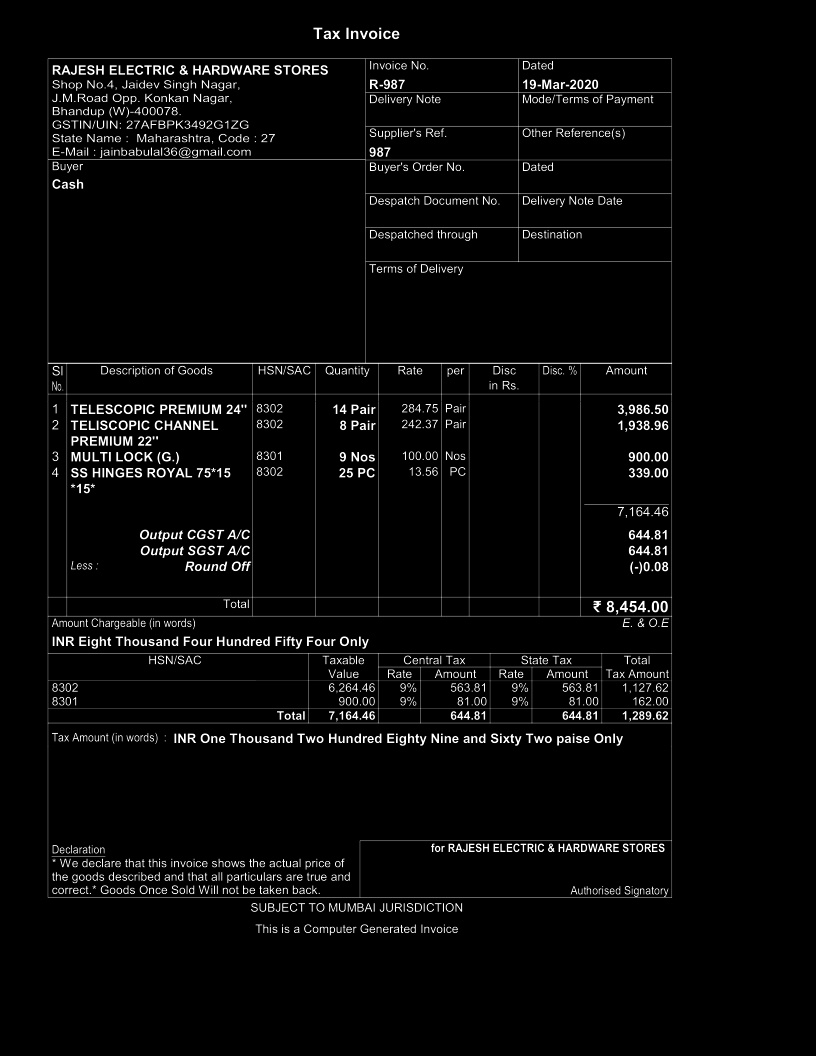 Tax Invoice
RAJESH ELECTRIC & HARDWARE STORES
Shop No.4, Jaidev Singh Nagar,
J.M.Road Opp. Konkan Nagar,
Bhandup (W)-400078.
GSTIN/UIN: 27AFBPK3492G1ZG
State Name : Maharashtra, Code : 27
E-Mail : jainbabulal36@gmail.com
Invoice No. Dated
R-987 19-Mar-2020
Delivery Note Mode/Terms of Payment
Supplier's Ref. Other Reference(s)
987
Buyer
Cash
Buyer's Order No. Dated
Despatch Document No. Delivery Note Date
Despatched through Destination
Terms of Delivery
Sl Description of Goods HSN/SAC Quantity Rate per Disc Disc. % Amount
No. in Rs.
1 TELESCOPIC PREMIUM 24" 8302 14 Pair 284.75 Pair 3,986.50
2 TELISCOPIC CHANNEL 8302 8 Pair 242.37 Pair 1,938.96
PREMIUM 22"
3 MULTI LOCK (G.) 8301 9 Nos 100.00 Nos 900.00
4 SS HINGES ROYAL 75*15 8302 25 PC 13.56 PC 339.00
*15*
7,164.46
Output CGST A/C 644.81
Output SGST A/C 644.81
Less : Round Off (-)0.08
Total ₹ 8,454.00
Amount Chargeable (in words) E. & O.E
INR Eight Thousand Four Hundred Fifty Four Only
HSN/SAC Taxable Central Tax State Tax Total
Value Rate Amount Rate Amount Tax Amount
8302 6,264.46 9% 563.81 9% 563.81 1,127.62
8301 900.00 9% 81.00 9% 81.00 162.00
Total 7,164.46 644.81 644.81 1,289.62
Tax Amount (in words) : INR One Thousand Two Hundred Eighty Nine and Sixty Two paise Only
Declaration
* We declare that this invoice shows the actual price of
the goods described and that all particulars are true and
correct.* Goods Once Sold Will not be taken back.
for RAJESH ELECTRIC & HARDWARE STORES
Authorised Signatory
SUBJECT TO MUMBAI JURISDICTION
This is a Computer Generated Invoice